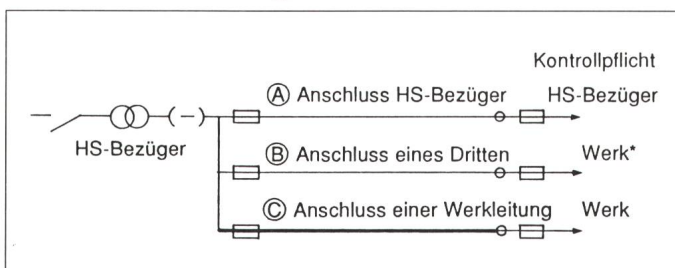 Kontrollpflicht
Ⓐ Anschluss HS-Bezüger HS-Bezüger
HS-Bezüger
Ⓑ Anschluss eines Dritten Werk*
Ⓒ Anschluss einer Werkleitung Werk